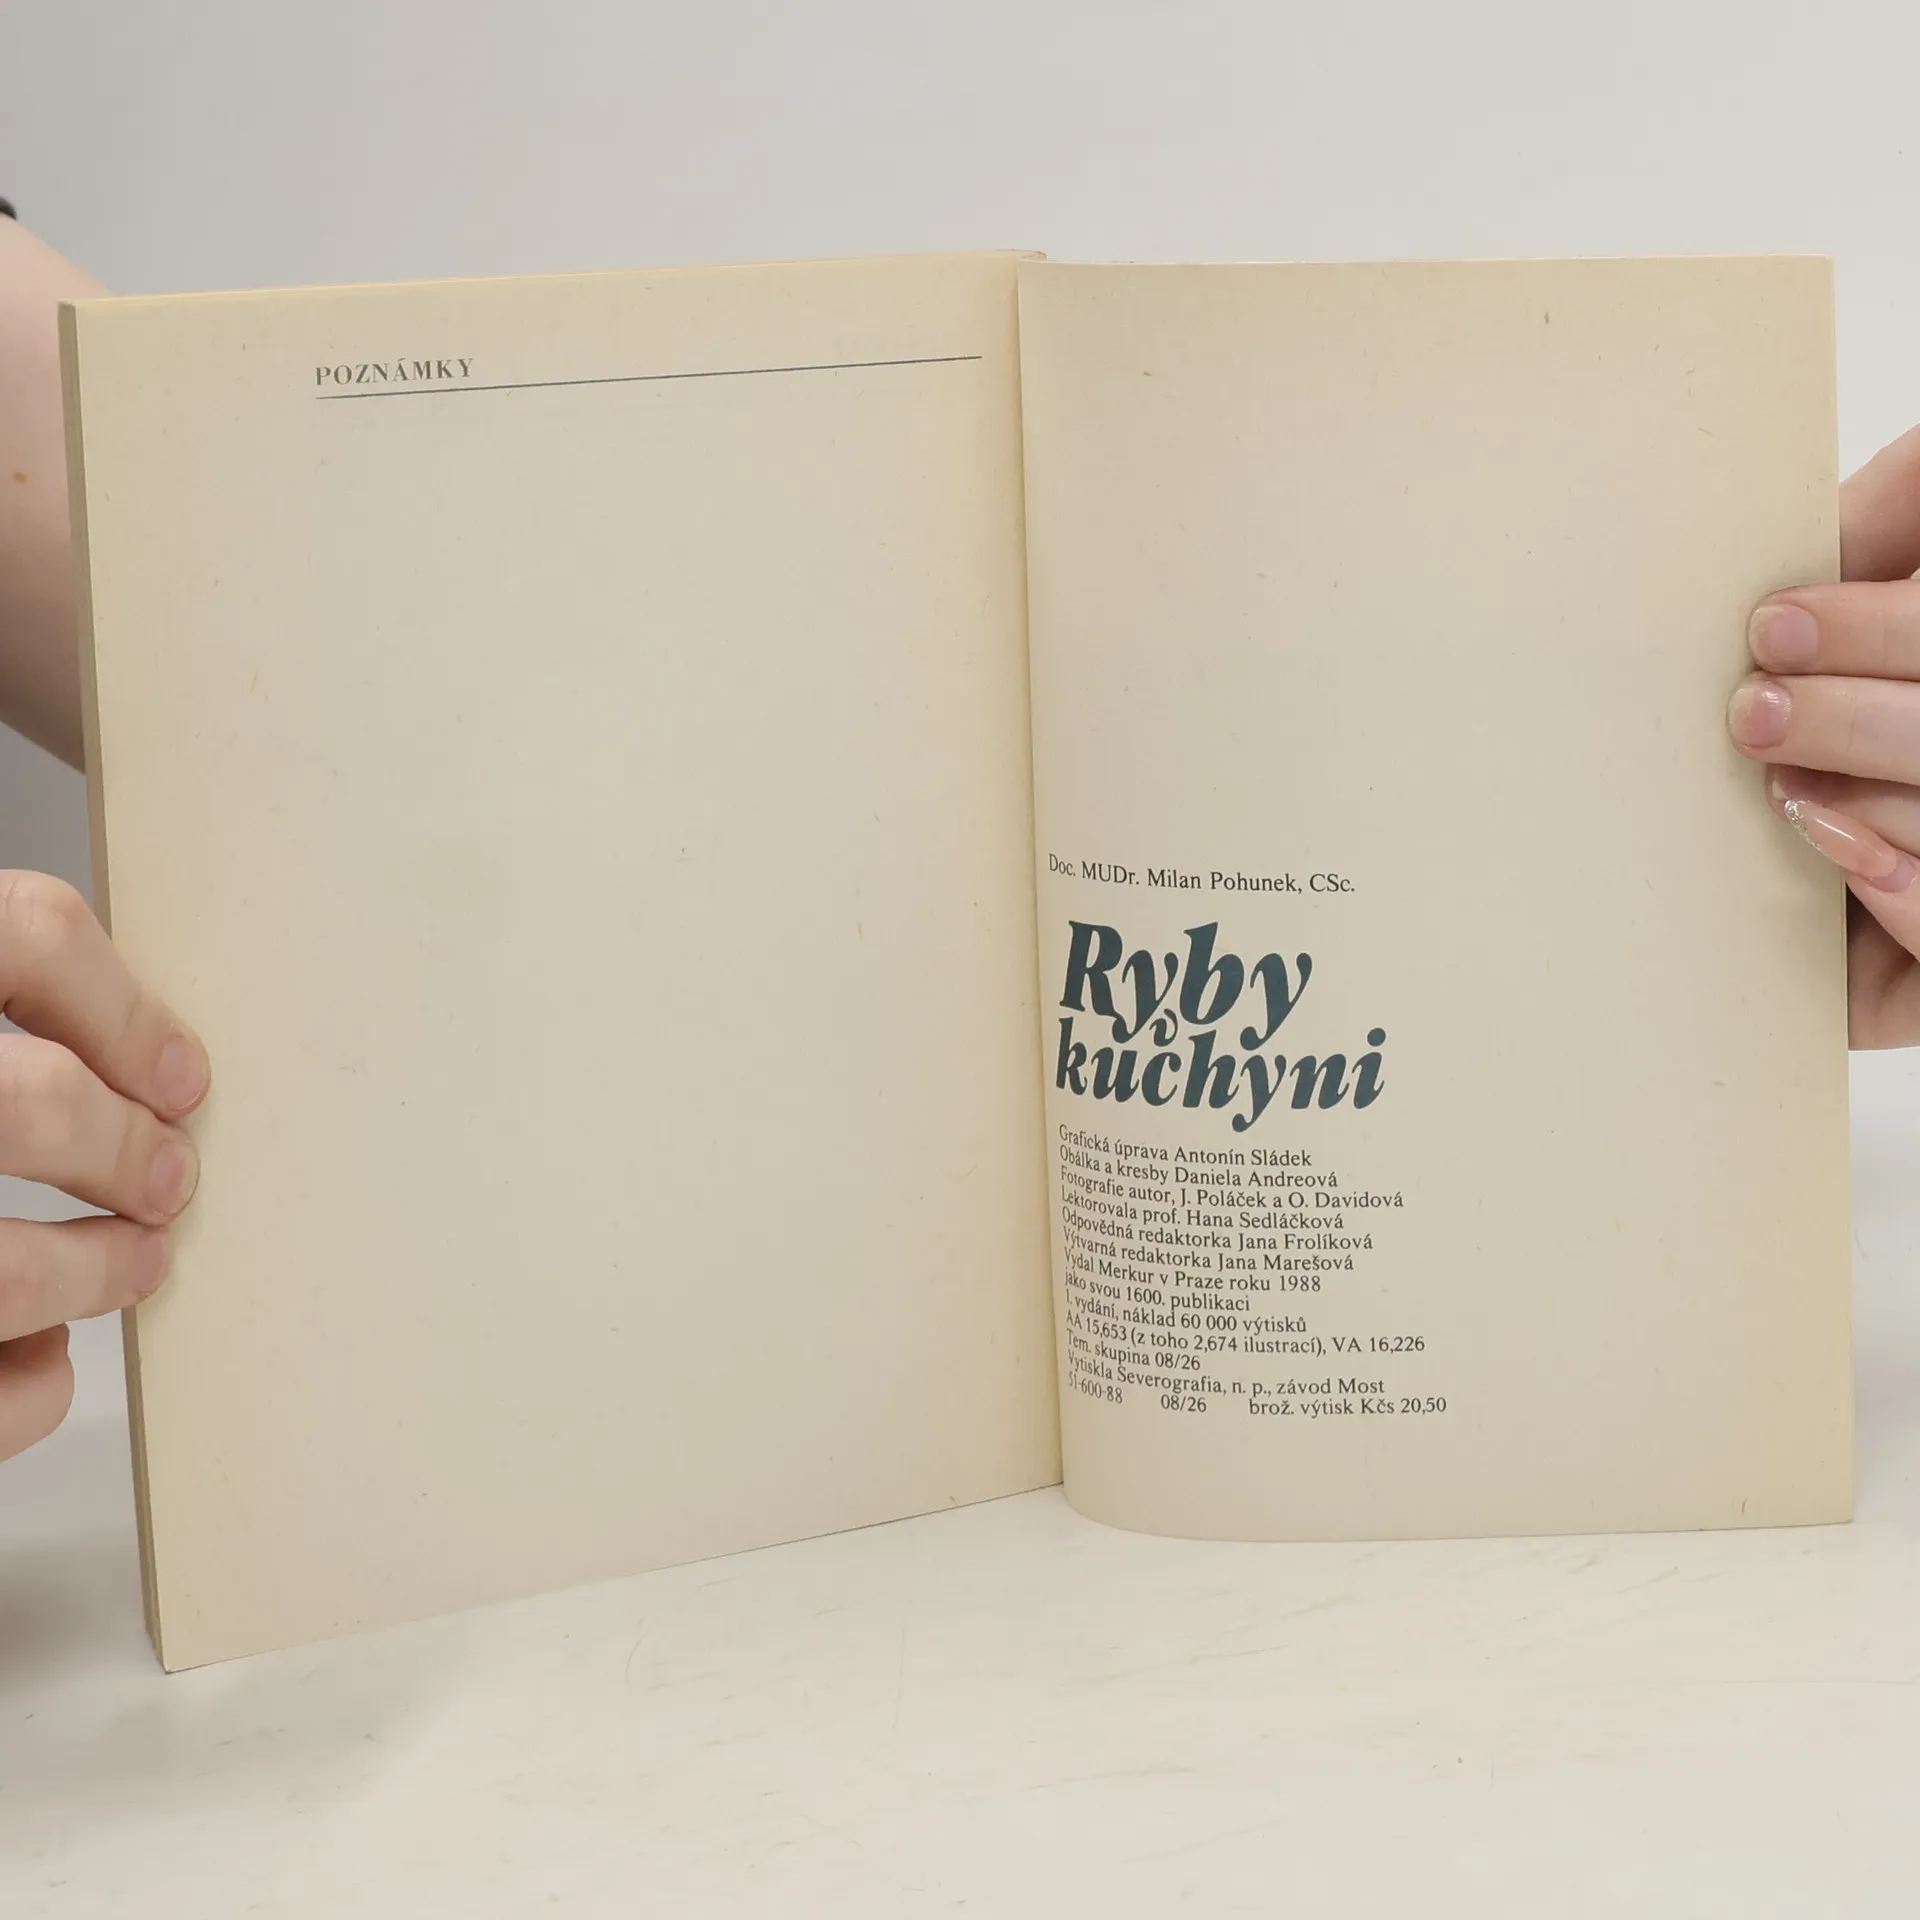 POZNÁMKY
Doc. MUDr. Milan Pohunek, CSc.
Ryby
v
kuchyni
Grafická úprava Antonín Sládek
Obálka a kresby Daniela Andreová
Fotografie autor, J. Poláček a O. Davidová
Lektorovala prof. Hana Sedláčková
Odpovědná redaktorka Jana Frolíková
Výtvarná redaktorka Jana Marešová
Vydal Merkur v Praze roku 1988
jako svou 1600. publikaci
1. vydání, náklad 60 000 výtisků
AA 15,653 (z toho 2,674 ilustrací), VA 16,226
Tem. skupina 08/26
Vytiskla Severografia, n. p., závod Most
51-600-88 08/26 brož. výtisk Kčs 20,50